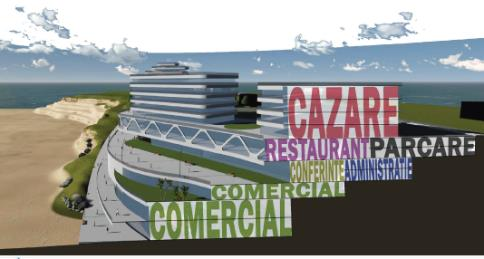 CAZARE
RESTAURANT PARCARE
CONFERINTE ADMINISTRATIE
COMERCIAL
COMERCIAL